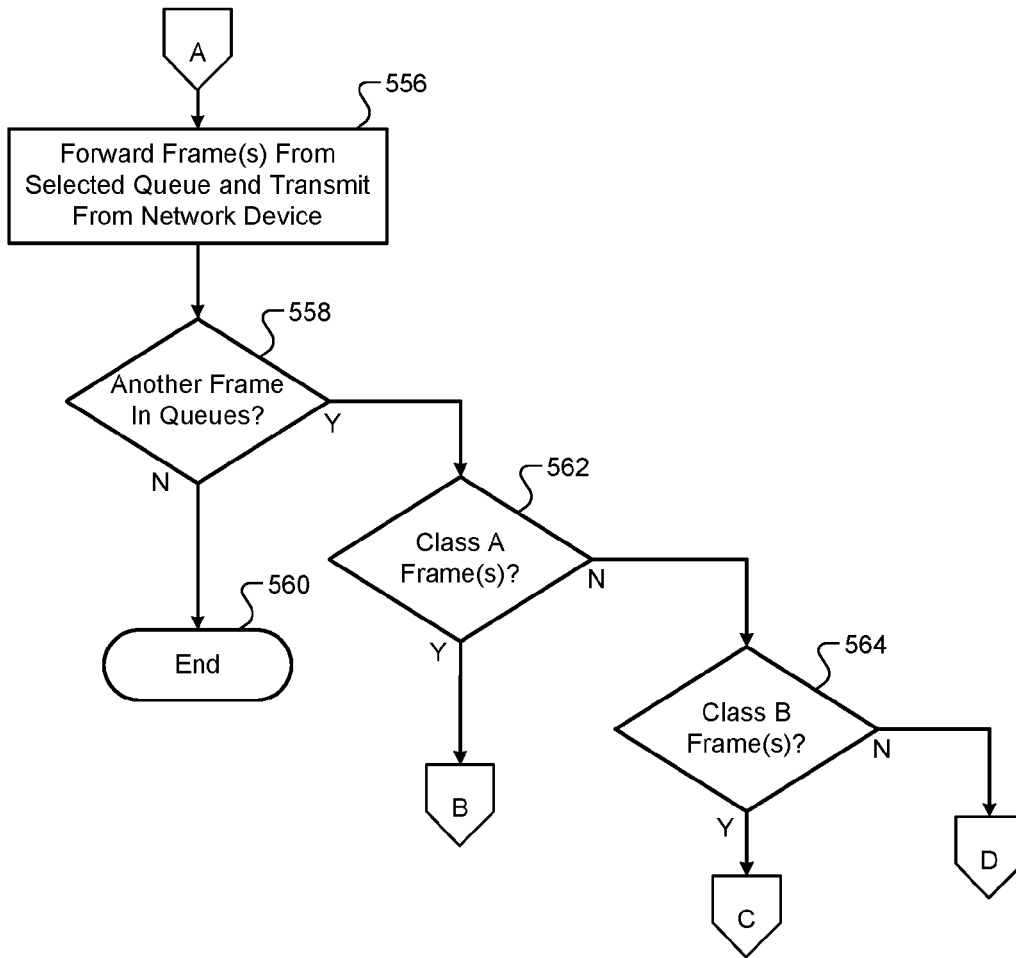 A
556
Forward Frame(s) From
Selected Queue and Transmit
From Network Device
558
Another Frame
In Queues?
Y
N
562
Class A
Frame(s)?
N
Y
560
End
564
Class B
Frame(s)?
N
Y
B
D
C